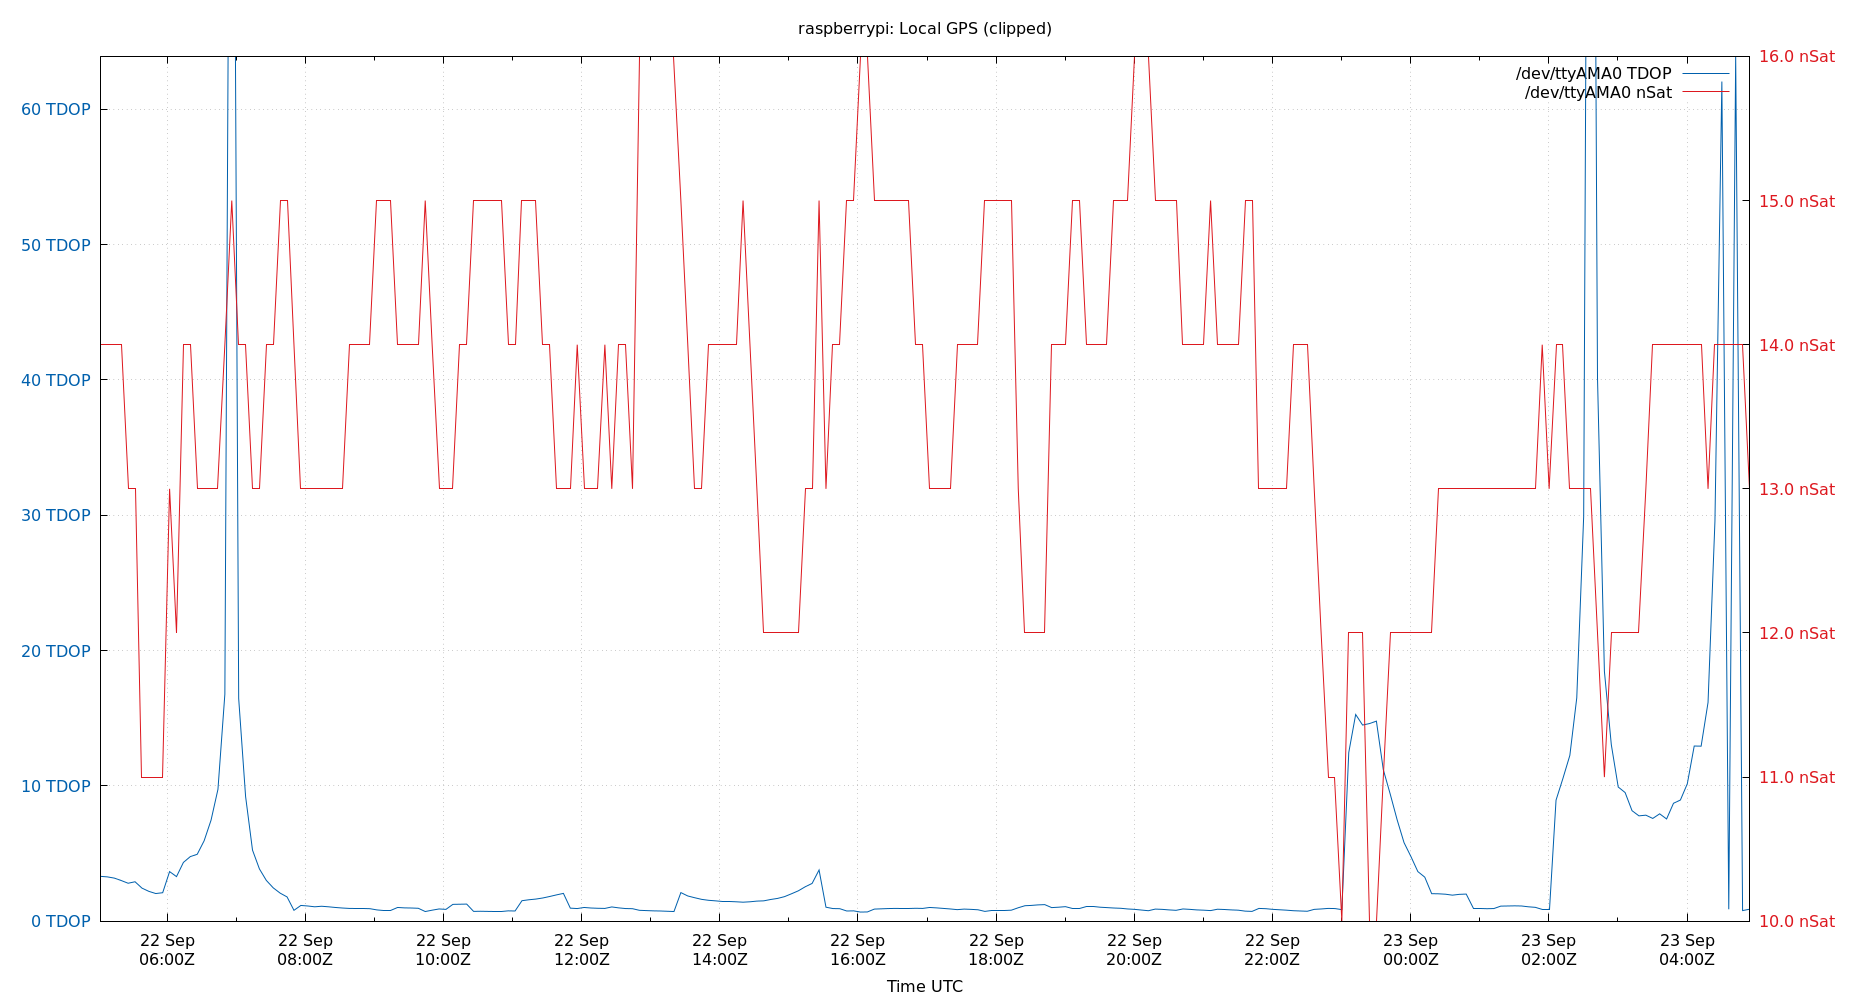 raspberrypi: Local GPS (clipped)
/dev/ttyAMA0 TDOP
/dev/ttyAMA0 nSat
60 TDOP
50 TDOP
40 TDOP
30 TDOP
20 TDOP
10 TDOP
0 TDOP
16.0 nSat
15.0 nSat
14.0 nSat
13.0 nSat
12.0 nSat
11.0 nSat
10.0 nSat
22 Sep 22 Sep 22 Sep 22 Sep 22 Sep 22 Sep 22 Sep 22 Sep 22 Sep 23 Sep 23 Sep 23 Sep
06:00Z 08:00Z 10:00Z 12:00Z 14:00Z 16:00Z 18:00Z 20:00Z 22:00Z 00:00Z 02:00Z 04:00Z
Time UTC